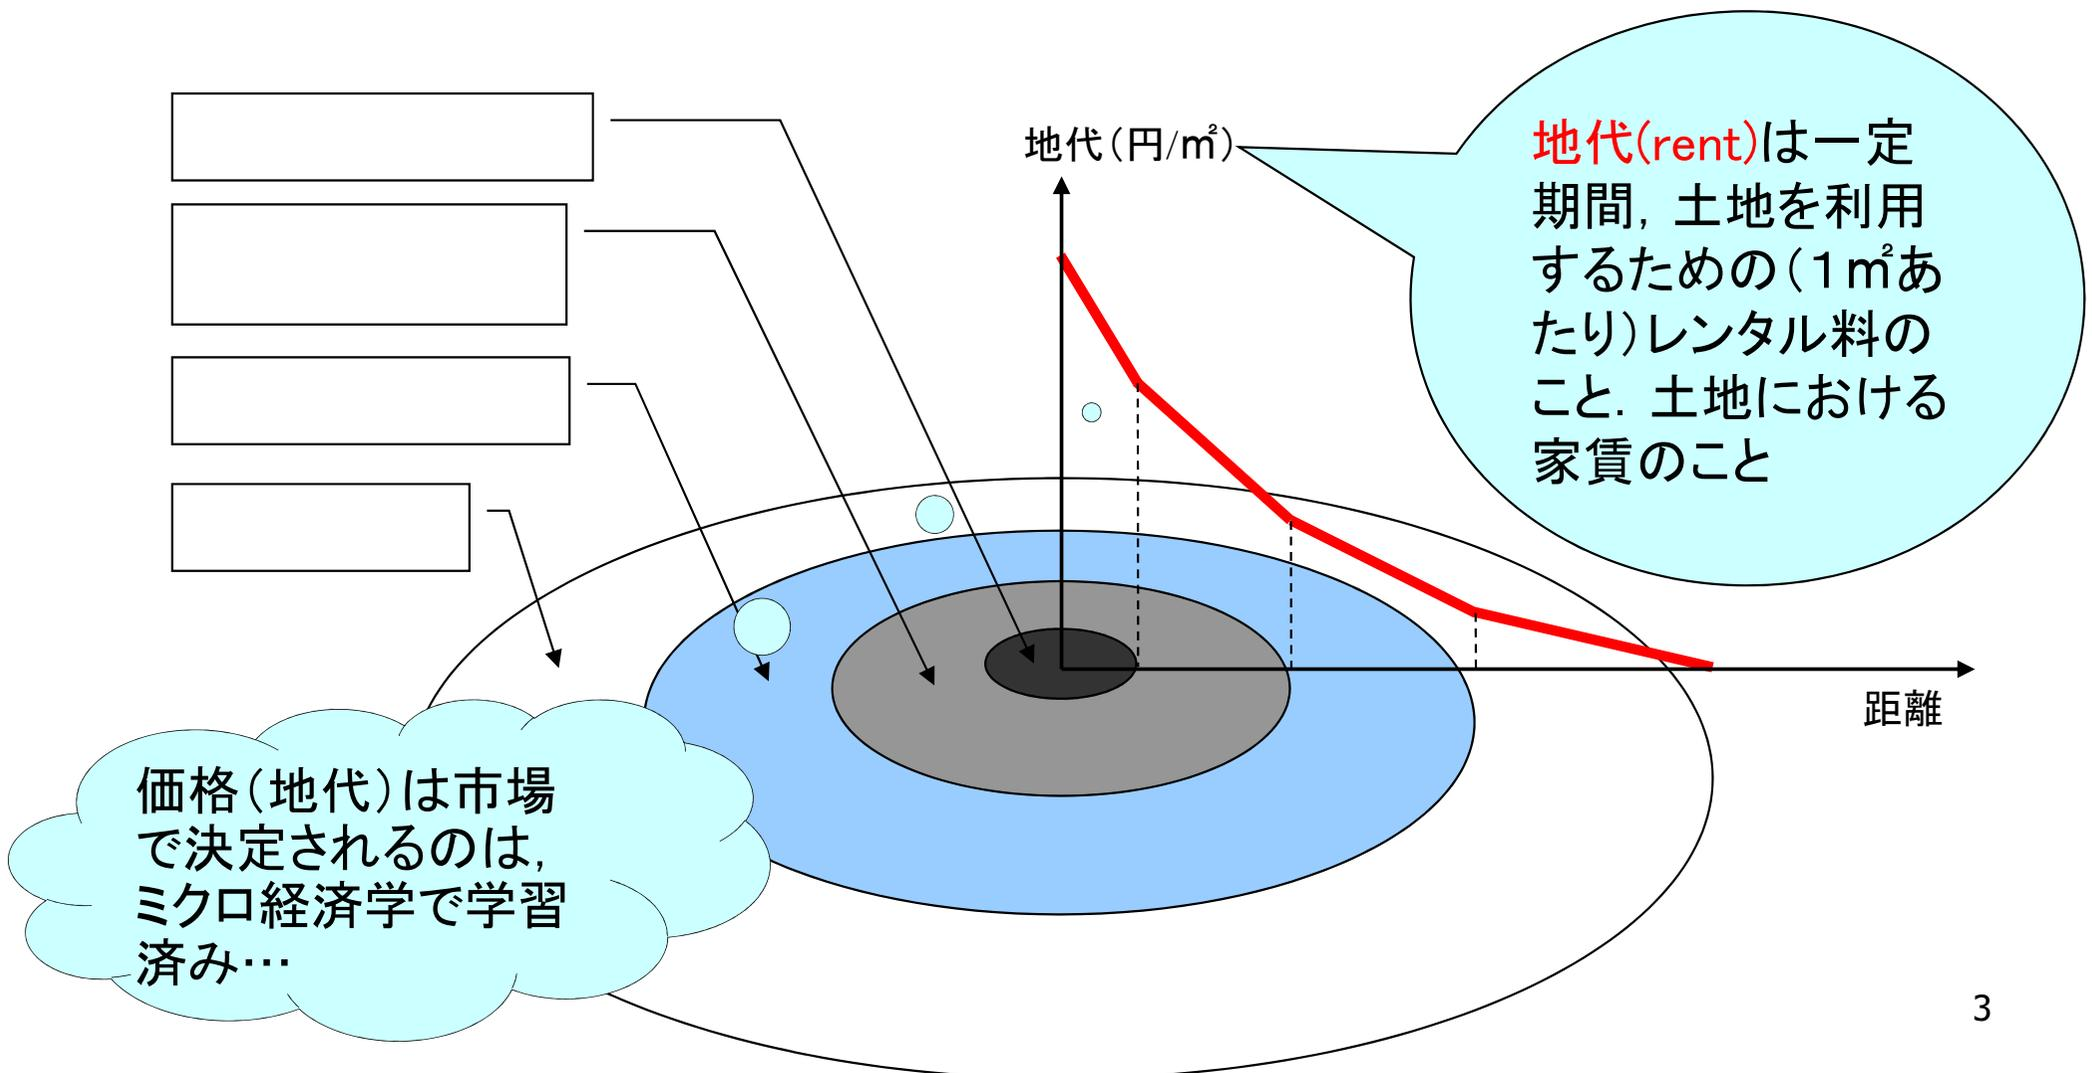 地代（円/㎡）
地代(rent)は一定
期間，土地を利用
するための（１㎡あ
たり）レンタル料の
こと．土地における
家賃のこと
距離
価格（地代）は市場
で決定されるのは，
ミクロ経済学で学習
済み…
3